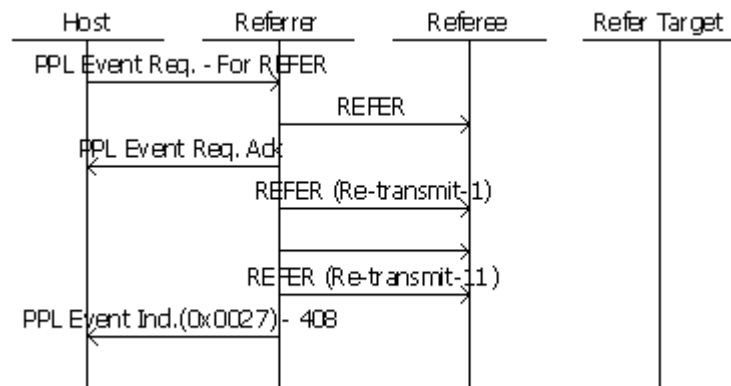 Host Referrer Referee Refer Target
PPL Event Req. - For REFER
REFER
PPL Event Req. Ack
REFER (Re-transmit-1)
REFER (Re-transmit-11)
PPL Event Ind.(0x0027) - 408